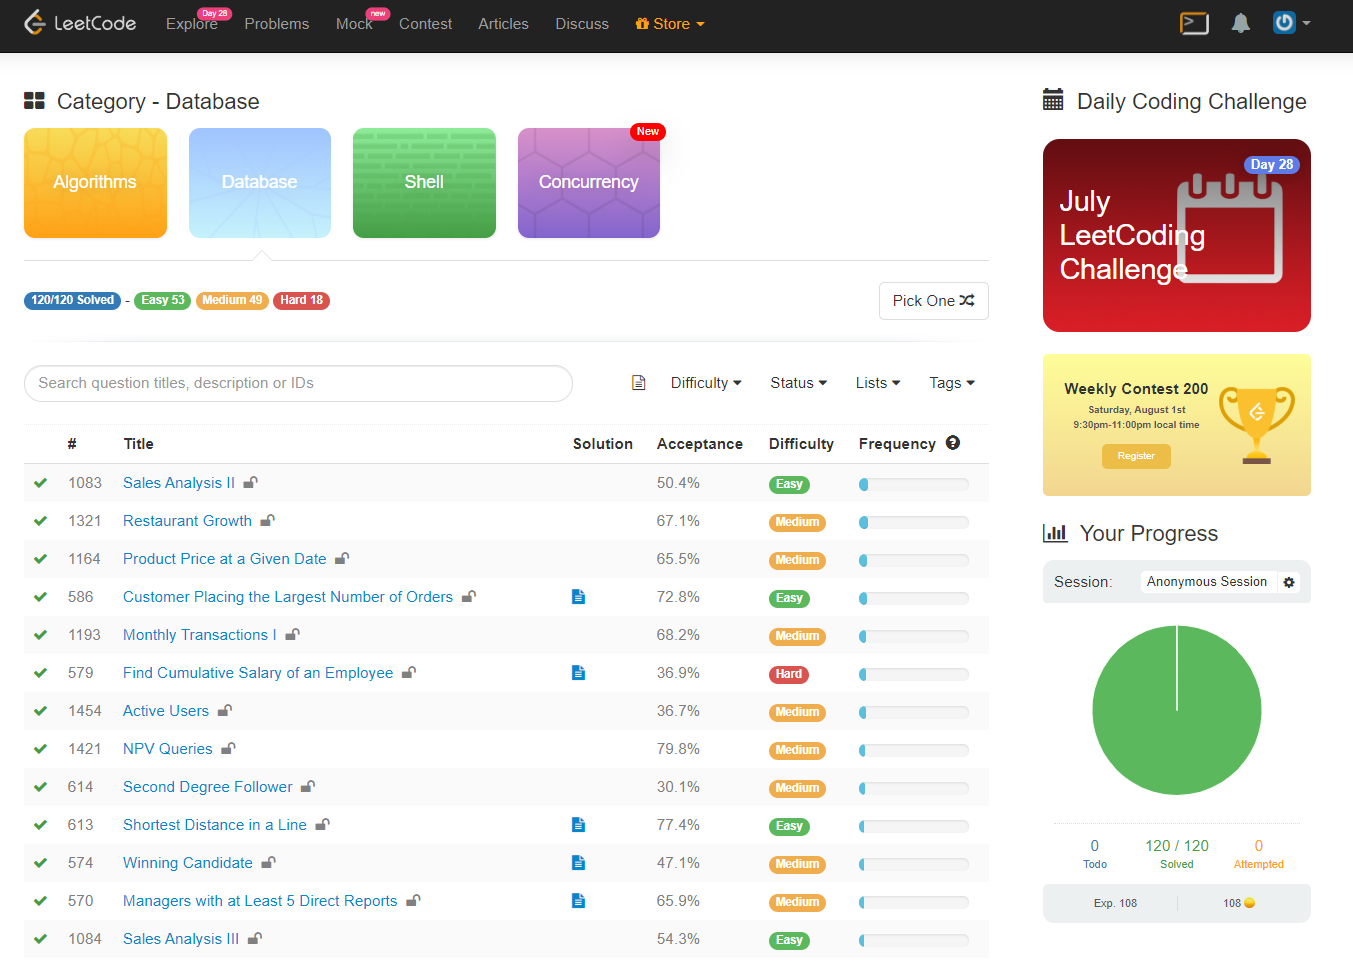 LeetCode Explore Day 28 Problems Mock new Contest Articles Discuss Store
Category - Database
Algorithms Database Shell Concurrency New
120/120 Solved - Easy 53 Medium 49 Hard 18 Pick One
Search question titles, description or IDs Difficulty Status Lists Tags
# Title Solution Acceptance Difficulty Frequency
1083 Sales Analysis II 50.4% Easy
1321 Restaurant Growth 67.1% Medium
1164 Product Price at a Given Date 65.5% Medium
586 Customer Placing the Largest Number of Orders 72.8% Easy
1193 Monthly Transactions I 68.2% Medium
579 Find Cumulative Salary of an Employee 36.9% Hard
1454 Active Users 36.7% Medium
1421 NPV Queries 79.8% Medium
614 Second Degree Follower 30.1% Medium
613 Shortest Distance in a Line 77.4% Easy
574 Winning Candidate 47.1% Medium
570 Managers with at Least 5 Direct Reports 65.9% Medium
1084 Sales Analysis III 54.3% Easy
Daily Coding Challenge
Day 28
July
LeetCoding
Challenge
Weekly Contest 200
Saturday, August 1st
9:30pm-11:00pm local time
Register
Your Progress
Session: Anonymous Session
0 120 / 120 0
Todo Solved Attempted
Exp. 108 108